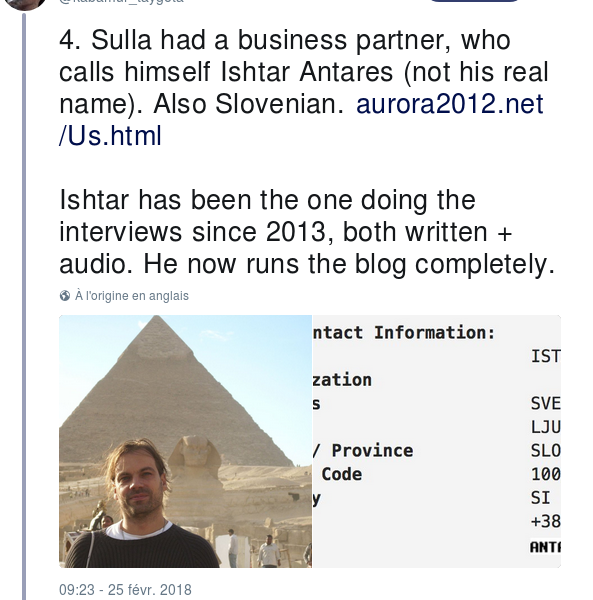 @kabamur_taygeta
4. Sulla had a business partner, who
calls himself Ishtar Antares (not his real
name). Also Slovenian. aurora2012.net
/Us.html
Ishtar has been the one doing the
interviews since 2013, both written +
audio. He now runs the blog completely.
À l'origine en anglais
ntact Information:
IST
zation
s SVE
LJU
/ Province SLO
Code 100
y SI
+38
ANTA
09:23 - 25 févr. 2018